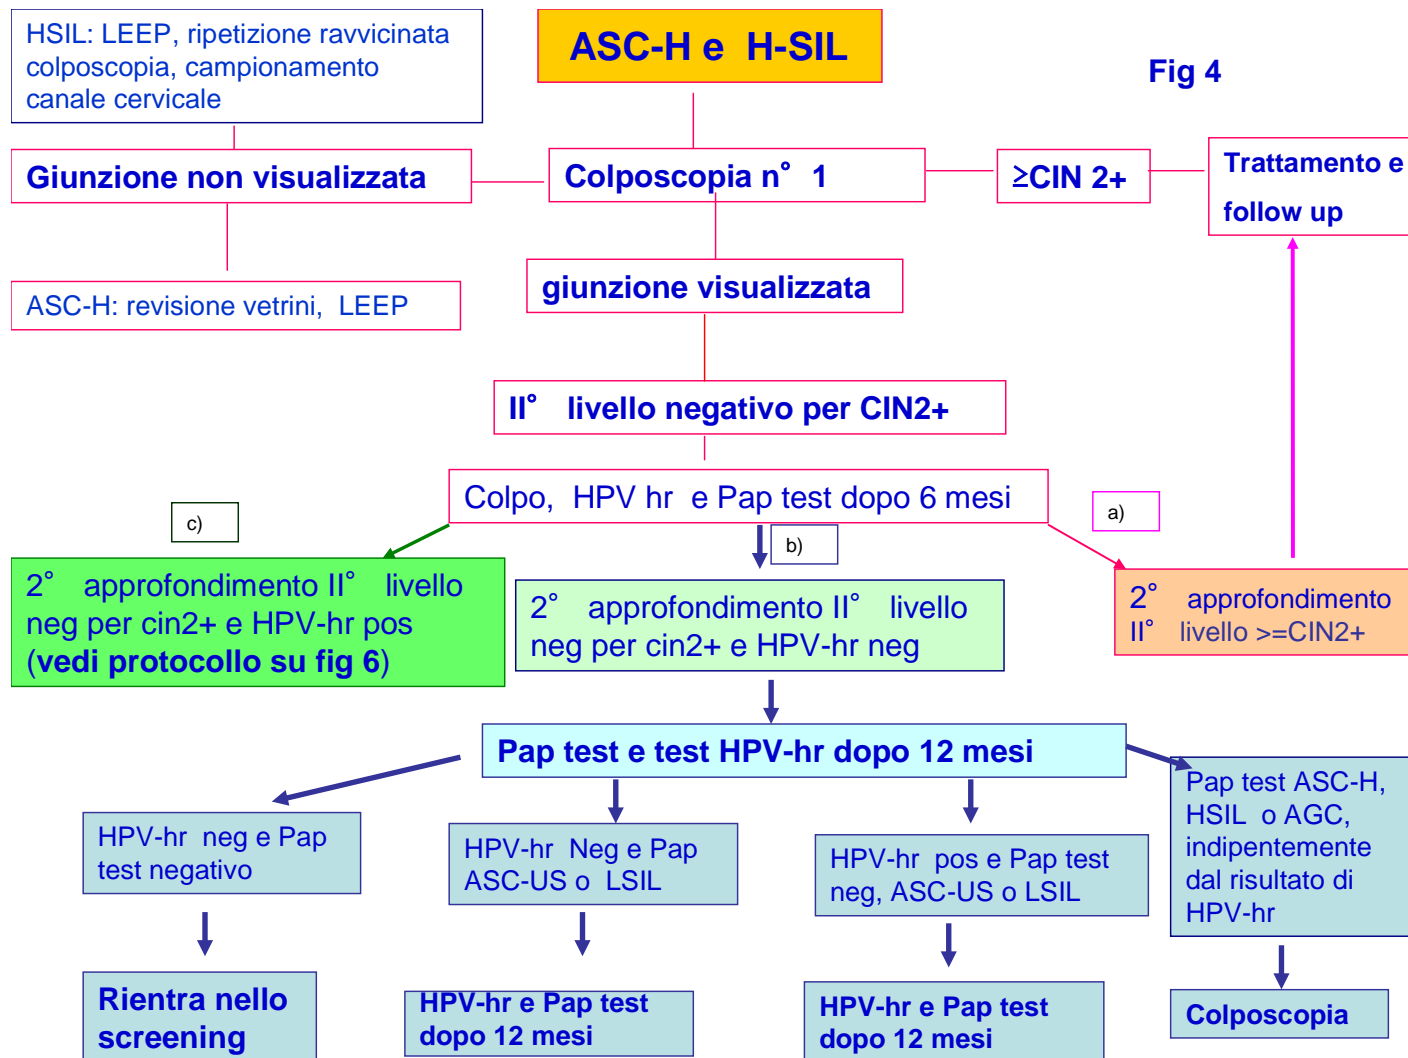 HSIL: LEEP, ripetizione ravvicinata
colposcopia, campionamento
canale cervicale
ASC-H e H-SIL
Fig 4
Giunzione non visualizzata
Colposcopia n° 1
≥CIN 2+
Trattamento e
follow up
ASC-H: revisione vetrini, LEEP
giunzione visualizzata
II° livello negativo per CIN2+
Colpo, HPV hr e Pap test dopo 6 mesi
c)
b)
a)
2° approfondimento II° livello
neg per cin2+ e HPV-hr pos
(vedi protocollo su fig 6)
2° approfondimento II° livello
neg per cin2+ e HPV-hr neg
2° approfondimento
II° livello >=CIN2+
Pap test e test HPV-hr dopo 12 mesi
HPV-hr neg e Pap
test negativo
HPV-hr Neg e Pap
ASC-US o LSIL
HPV-hr pos e Pap test
neg, ASC-US o LSIL
Pap test ASC-H,
HSIL o AGC,
indipentemente
dal risultato di
HPV-hr
Rientra nello
screening
HPV-hr e Pap test
dopo 12 mesi
HPV-hr e Pap test
dopo 12 mesi
Colposcopia